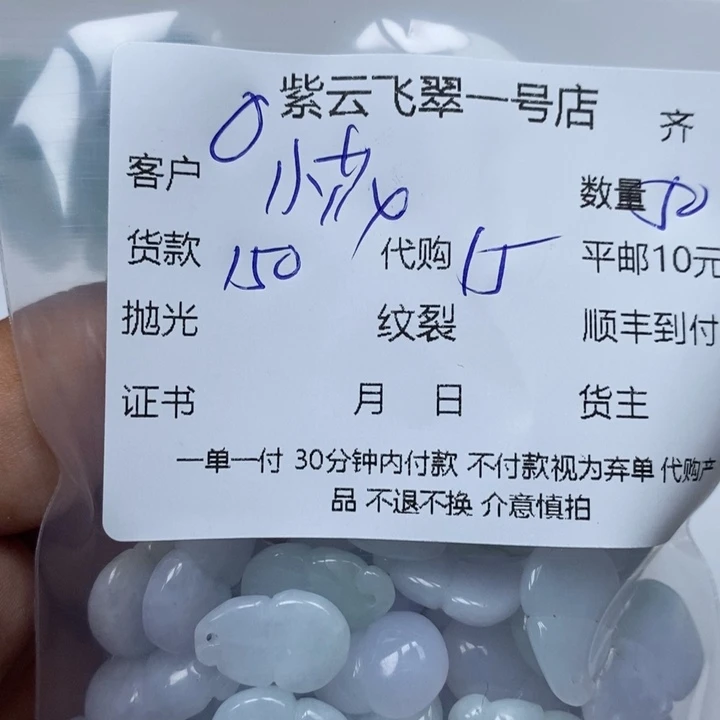 紫云飞翠一号店 齐
客户 数量 50
货款 150 代购 15 平邮10元
抛光 纹裂 顺丰到付
证书 月 日 货主
一单一付 30分钟内付款 不付款视为弃单 代购产
品 不退不换 介意慎拍